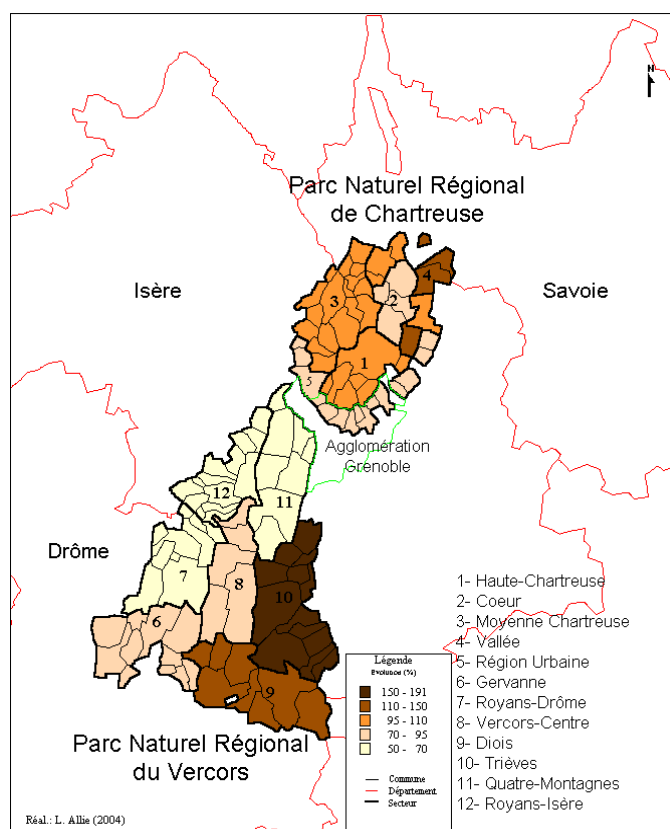 N
Parc Naturel Régional
de Chartreuse
Isère
Savoie
4
2
3
1
5
Agglomération
Grenoble
12
11
Drôme
7
8
10
6
9
Parc Naturel Régional
du Vercors
1- Haute-Chartreuse
2- Coeur
3- Moyenne Chartreuse
4- Vallée
5- Région Urbaine
6- Gervanne
7- Royans-Drôme
8- Vercors-Centre
9- Diois
10- Trièves
11- Quatre-Montagnes
12- Royans-Isère
Légende
Evolution (%)
150 - 191
110 - 150
95 - 110
70 - 95
50 - 70
Commune
Département
Secteur
Réal.: L. Allie (2004)